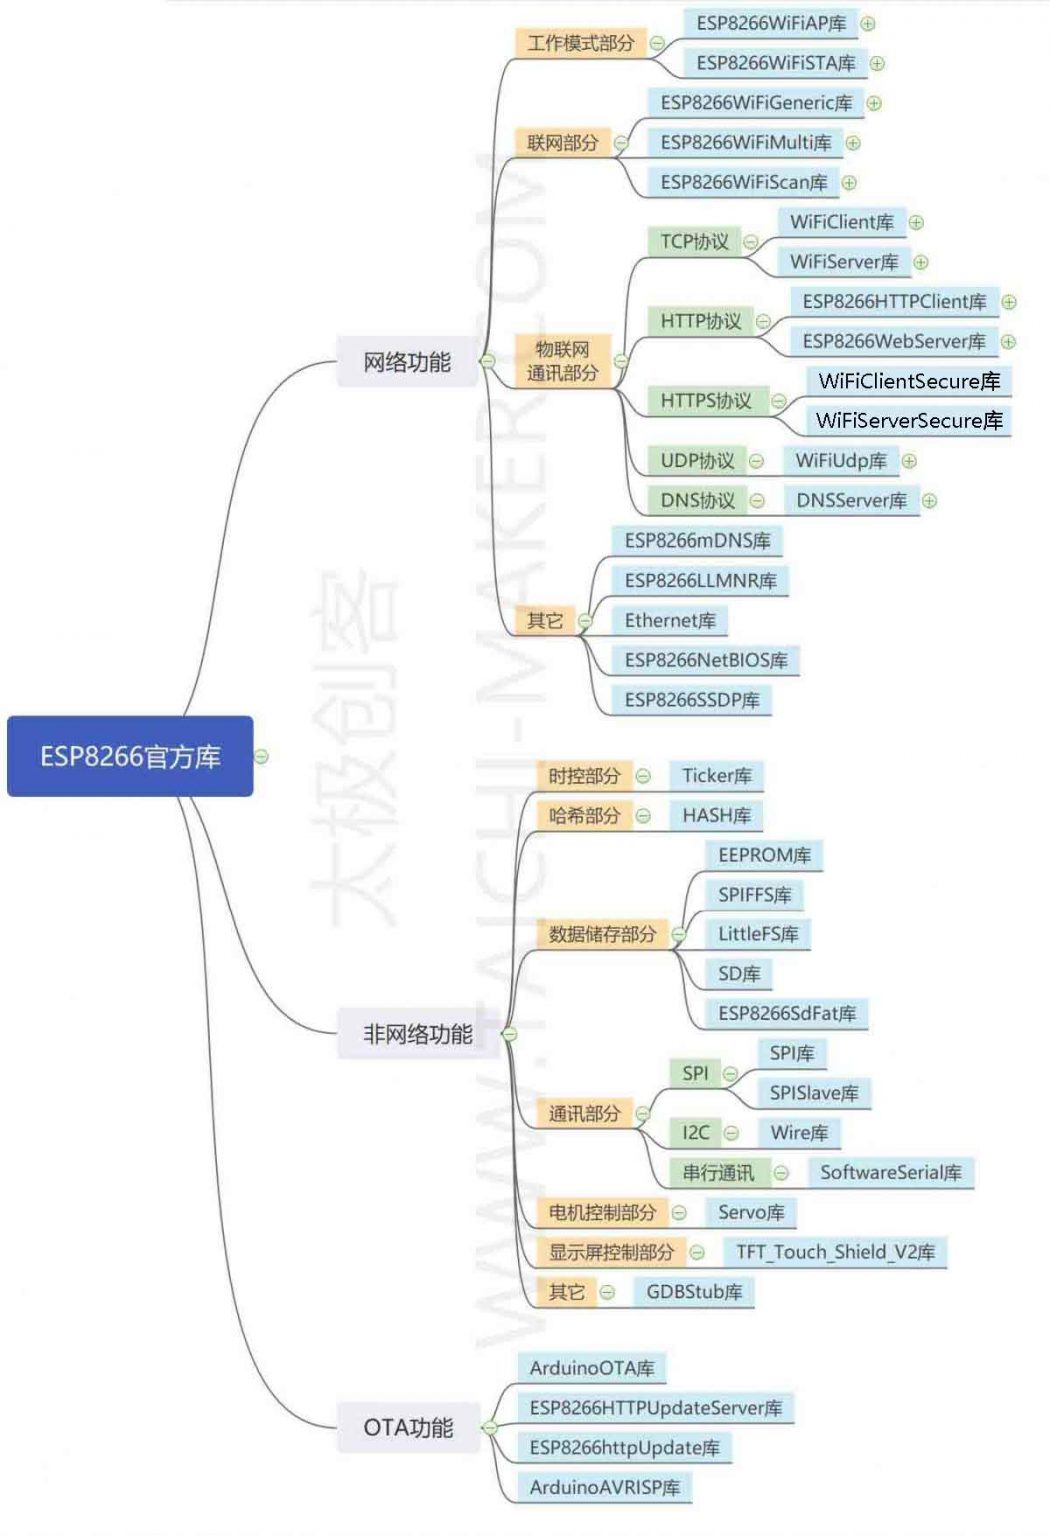 ESP8266官方库
网络功能
工作模式部分
ESP8266WiFiAP库
ESP8266WiFiSTA库
联网部分
ESP8266WiFiGeneric库
ESP8266WiFiMulti库
ESP8266WiFiScan库
物联网
通讯部分
TCP协议
WiFiClient库
WiFiServer库
HTTP协议
ESP8266HTTPClient库
ESP8266WebServer库
HTTPS协议
WiFiClientSecure库
WiFiServerSecure库
UDP协议
WiFiUdp库
DNS协议
DNSServer库
其它
ESP8266mDNS库
ESP8266LLMNR库
Ethernet库
ESP8266NetBIOS库
ESP8266SSDP库
非网络功能
时控部分
Ticker库
哈希部分
HASH库
数据储存部分
EEPROM库
SPIFFS库
LittleFS库
SD库
ESP8266SdFat库
通讯部分
SPI
SPI库
SPISlave库
I2C
Wire库
串行通讯
SoftwareSerial库
电机控制部分
Servo库
显示屏控制部分
TFT_Touch_Shield_V2库
其它
GDBStub库
OTA功能
ArduinoOTA库
ESP8266HTTPUpdateServer库
ESP8266httpUpdate库
ArduinoAVRISP库
太极创客
WWW.TAICHI-MAKER.COM